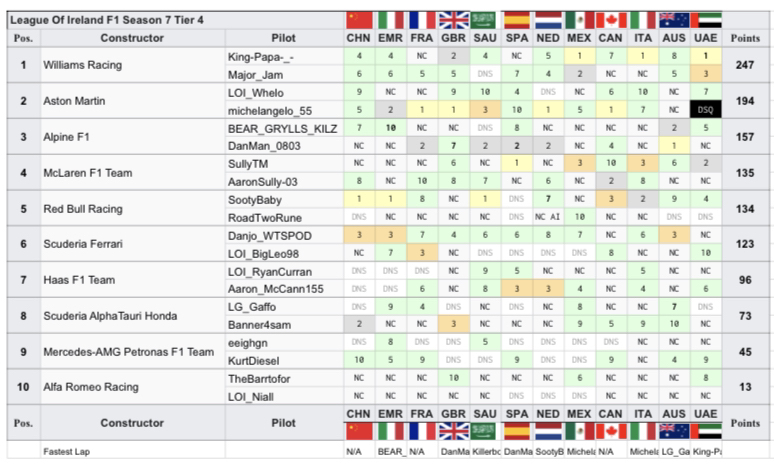 League Of Ireland F1 Season 7 Tier 4
Pos. Constructor Pilot CHN EMR FRA GBR SAU SPA NED MEX CAN ITA AUS UAE Points
1 Williams Racing 247
King-Papa-_- 4 4 NC 2 4 NC 5 1 7 1 8 1
Major_Jam 6 6 5 5 DNS 7 4 2 NC NC 5 3
2 Aston Martin 194
LOI_Whelo 9 NC NC 9 10 4 DNS NC 6 10 NC 7
michelangelo_55 5 2 1 1 3 10 1 5 1 7 NC DSQ
3 Alpine F1 157
BEAR_GRYLLS_KILZ 7 10 NC NC DNS 8 NC NC NC NC 2 5
DanMan_0803 NC NC 2 7 2 2 2 NC 4 NC 1 NC
4 McLaren F1 Team 135
SullyTM NC NC NC 6 NC 1 NC 3 10 3 6 2
AaronSully-03 8 NC 10 8 7 NC 6 NC 2 8 NC NC
5 Red Bull Racing 134
SootyBaby 1 1 8 NC 1 DNS 7 NC 3 2 9 4
RoadTwoRune DNS NC NC NC NC DNS NC AI 10 NC NC DNS DNS
6 Scuderia Ferrari 123
Danjo_WTSPOD 3 3 7 4 6 6 8 7 NC 6 3 NC
LOI_BigLeo98 NC 7 3 NC DNS DNS DNS DNS 8 NC NC 10
7 Haas F1 Team 96
LOI_RyanCurran DNS DNS DNS NC 9 5 NC NC NC 5 NC NC
Aaron_McCann155 DNS DNS 6 NC 8 3 3 4 NC 4 NC 6
8 Scuderia AlphaTauri Honda 73
LG_Gaffo DNS 9 4 DNS NC DNS NC 8 NC NC 7 DNS
Banner4sam 2 NC NC 3 NC NC NC 9 5 9 10 NC
9 Mercedes-AMG Petronas F1 Team 45
eeighgn DNS 8 DNS DNS 5 DNS DNS DNS DNS NC NC NC
KurtDiesel 10 5 9 DNS DNS 9 DNS DNS 9 NC 4 9
10 Alfa Romeo Racing 13
TheBarrtofor NC NC NC 10 NC NC NC 6 NC NC NC 8
LOI_Niall NC NC NC NC NC DNS DNS DNS NC NC NC NC
Pos. Constructor Pilot CHN EMR FRA GBR SAU SPA NED MEX CAN ITA AUS UAE Points
Fastest Lap N/A BEAR_ N/A DanMa Killerbo DanMa SootyB Michela N/A Michela LG_Ga King-Pa